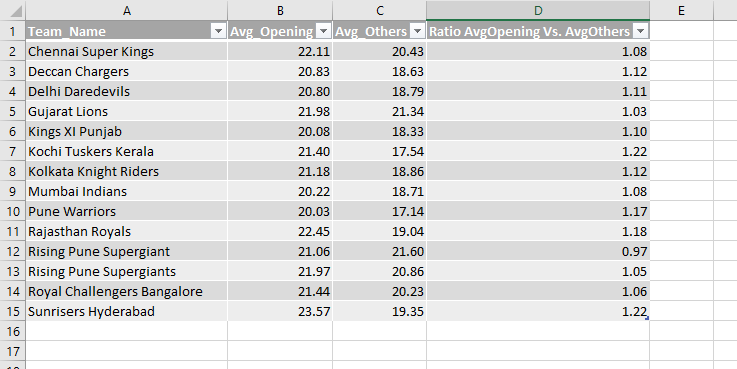 A B C D E
1 Team_Name Avg_Opening Avg_Others Ratio AvgOpening Vs. AvgOthers
2 Chennai Super Kings 22.11 20.43 1.08
3 Deccan Chargers 20.83 18.63 1.12
4 Delhi Daredevils 20.80 18.79 1.11
5 Gujarat Lions 21.98 21.34 1.03
6 Kings XI Punjab 20.08 18.33 1.10
7 Kochi Tuskers Kerala 21.40 17.54 1.22
8 Kolkata Knight Riders 21.18 18.86 1.12
9 Mumbai Indians 20.22 18.71 1.08
10 Pune Warriors 20.03 17.14 1.17
11 Rajasthan Royals 22.45 19.04 1.18
12 Rising Pune Supergiant 21.06 21.60 0.97
13 Rising Pune Supergiants 21.97 20.86 1.05
14 Royal Challengers Bangalore 21.44 20.23 1.06
15 Sunrisers Hyderabad 23.57 19.35 1.22
16
17